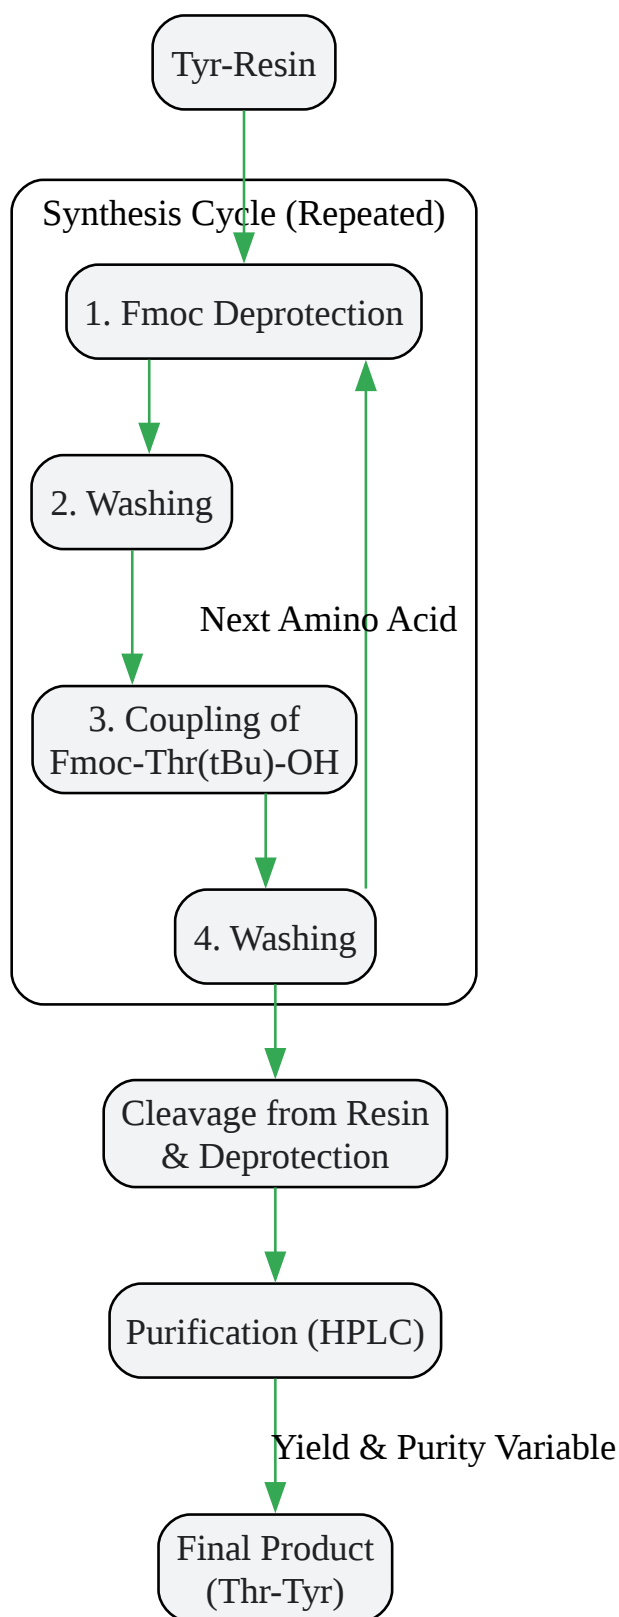 Tyr-Resin
Synthesis Cycle (Repeated)
1. Fmoc Deprotection
2. Washing
Next Amino Acid
3. Coupling of
Fmoc-Thr(tBu)-OH
4. Washing
Cleavage from Resin
& Deprotection
Purification (HPLC)
Yield & Purity Variable
Final Product
(Thr-Tyr)